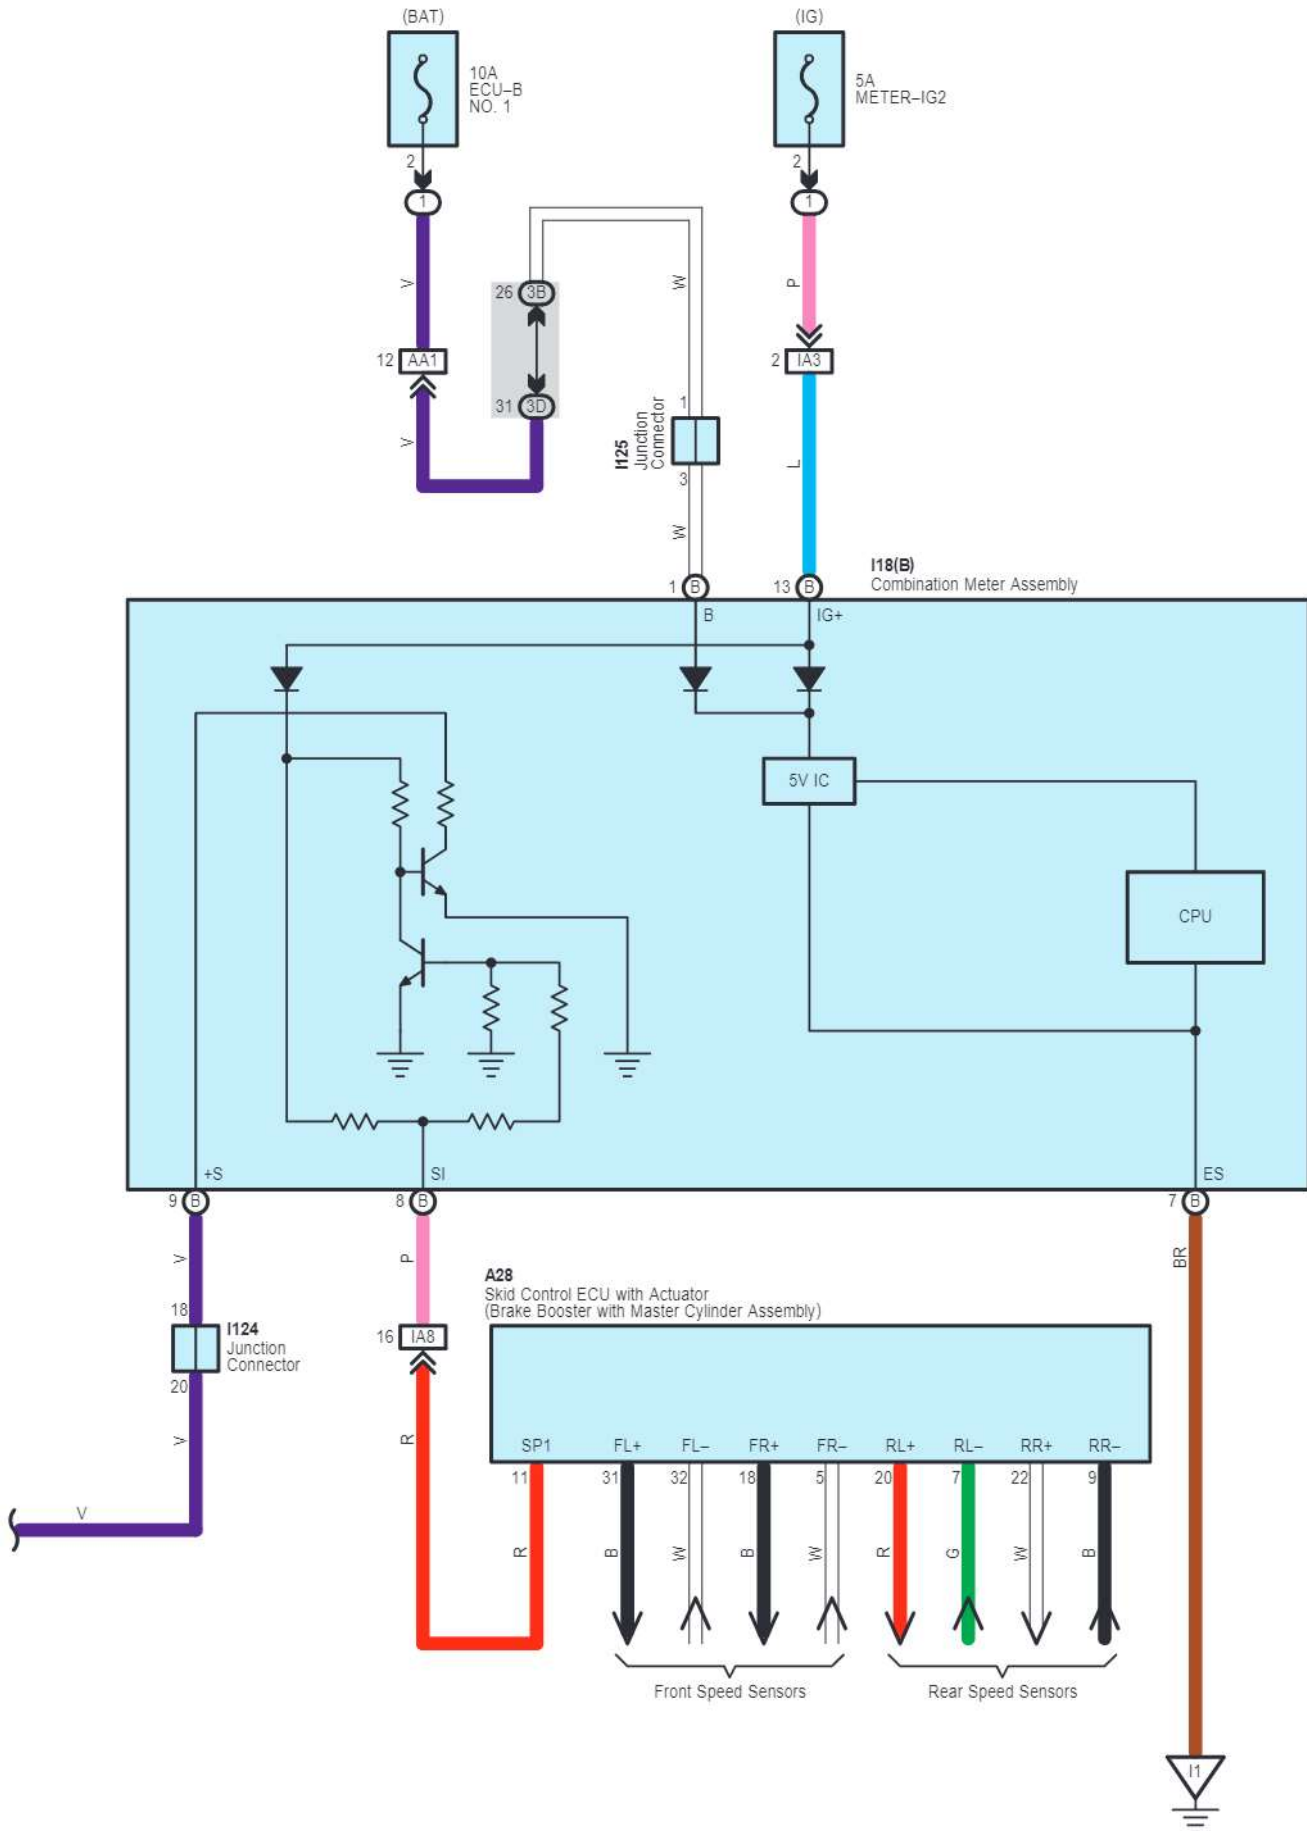 (BAT)
(IG)
10A
ECU–B
NO. 1
5A
METER–IG2
2
2
1
1
V
W
P
26 3B
12 AA1
2 IA3
31 3D
V
1
I125
Junction
Connector
L
3
W
I18(B)
Combination Meter Assembly
1 B
13 B
B
IG+
5V IC
CPU
+S
SI
ES
9 B
8 B
7 B
V
P
BR
A28
Skid Control ECU with Actuator
(Brake Booster with Master Cylinder Assembly)
18
I124
Junction
Connector
16 IA8
20
V
R
SP1 FL+ FL– FR+ FR– RL+ RL– RR+ RR–
11 31 32 18 5 20 7 22 9
V
R B W B W R G W B
Front Speed Sensors
Rear Speed Sensors
I1